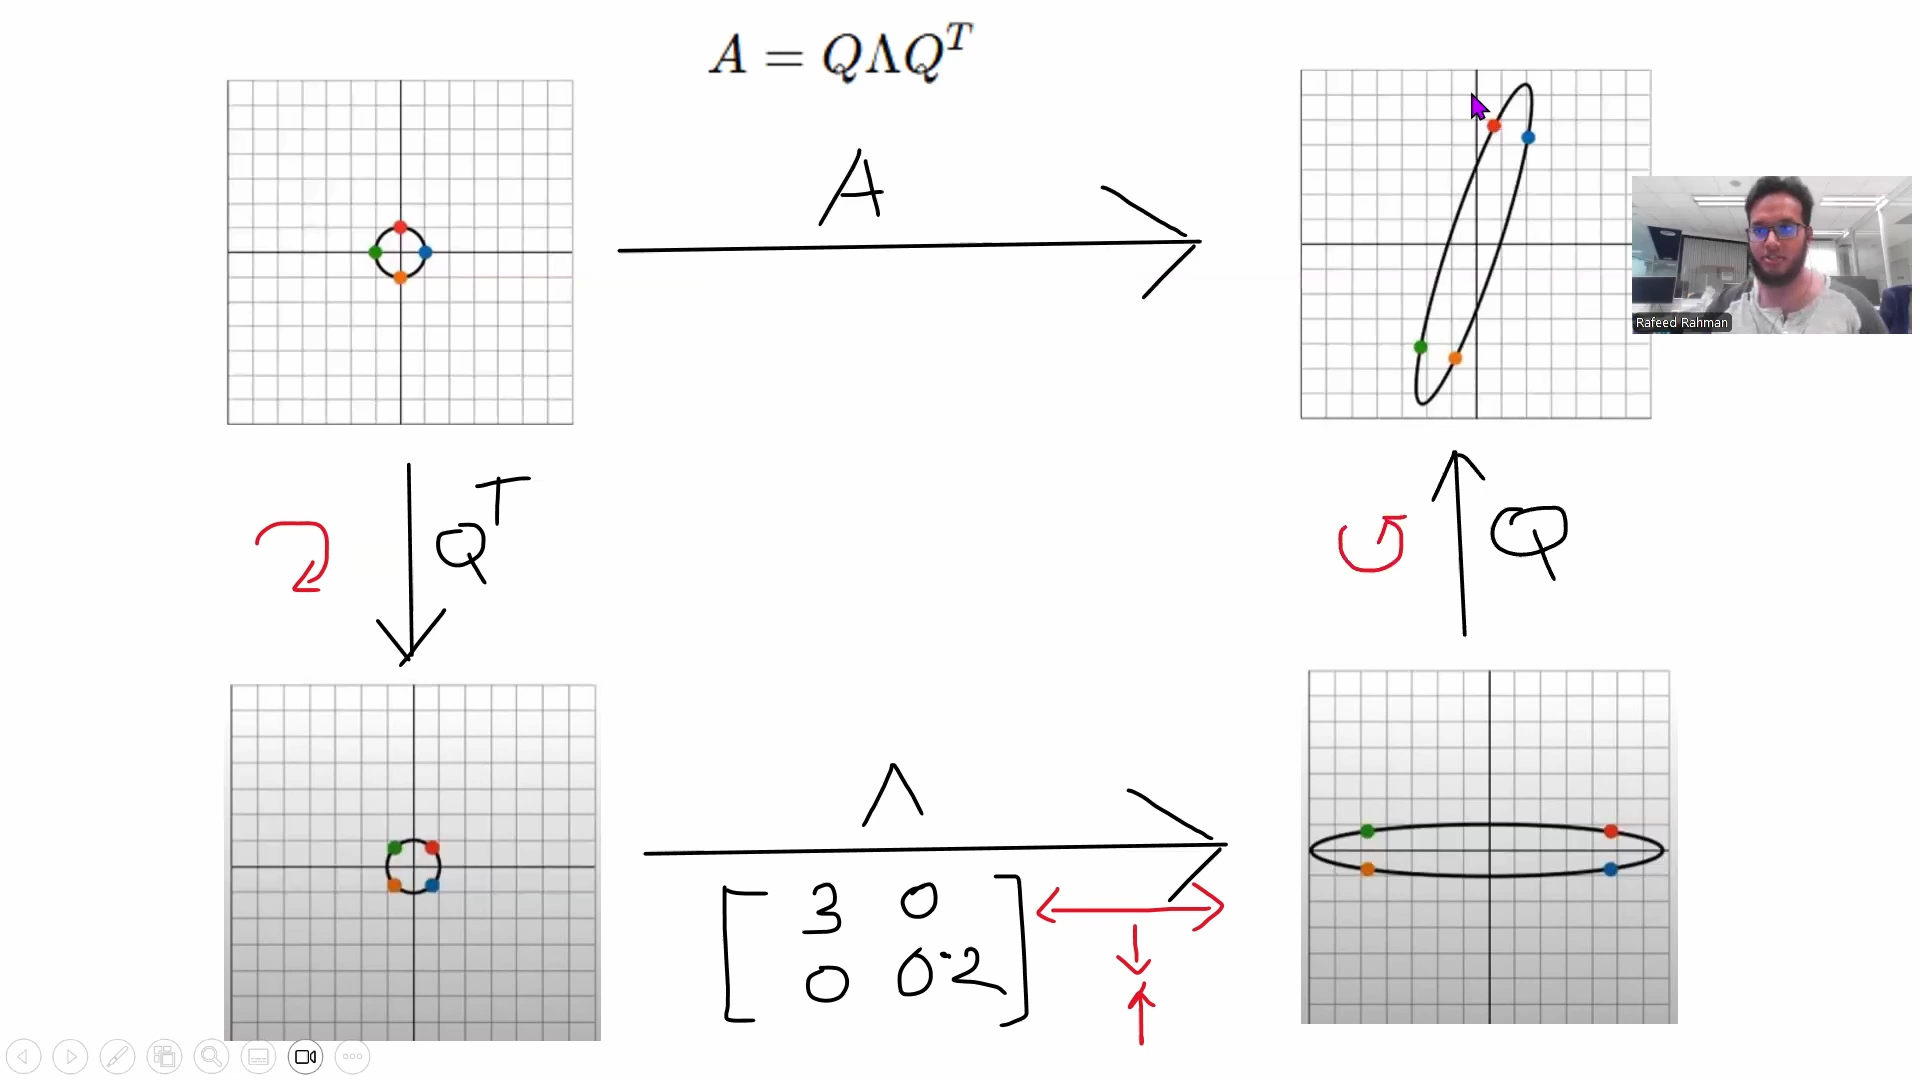 A = QΛQ^T
A
Rafeed Rahman
Q^T
Q
Λ
3 0
0 0.2